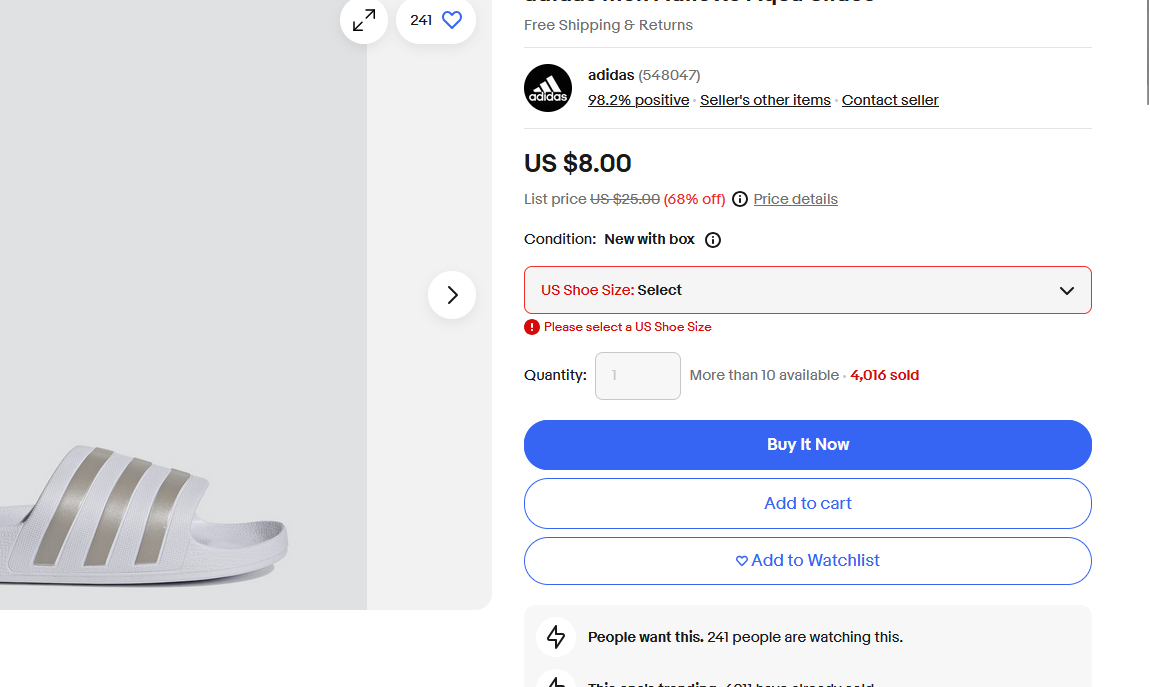 241
Free Shipping & Returns
adidas
adidas (548047)
98.2% positive · Seller's other items · Contact seller
US $8.00
List price US $25.00 (68% off) Price details
Condition: New with box
US Shoe Size: Select
Please select a US Shoe Size
Quantity: 1 More than 10 available · 4,016 sold
Buy It Now
Add to cart
Add to Watchlist
People want this. 241 people are watching this.